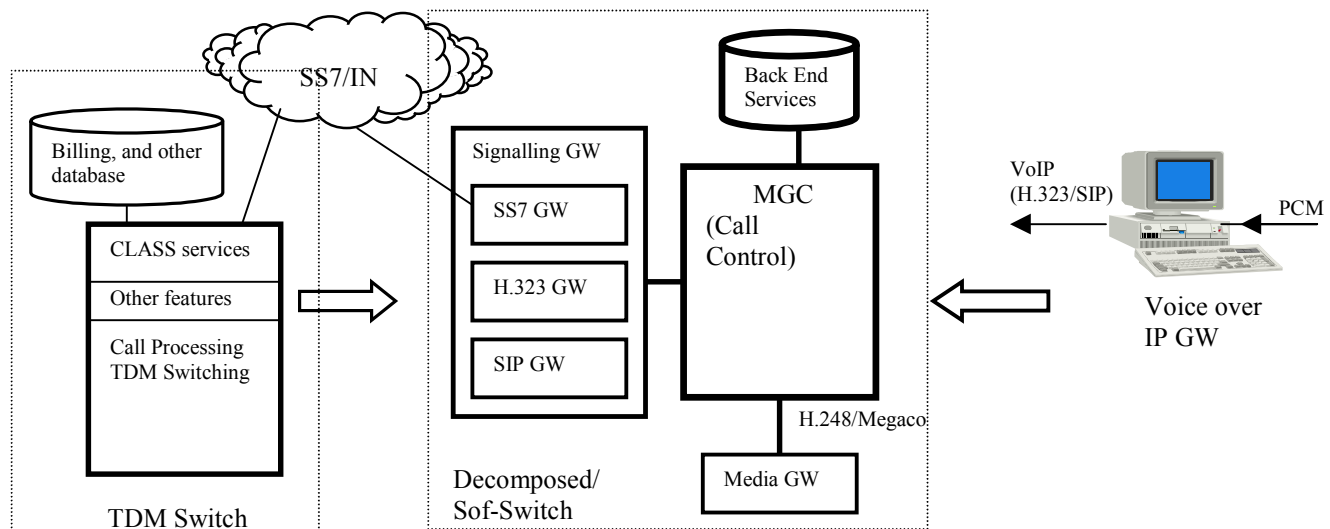 SS7/IN
Billing, and other
database
CLASS services
Other features
Call Processing
TDM Switching
TDM Switch
Signalling GW
SS7 GW
H.323 GW
SIP GW
Back End
Services
MGC
(Call
Control)
H.248/Megaco
Media GW
Decomposed/
Sof-Switch
VoIP
(H.323/SIP)
PCM
Voice over
IP GW